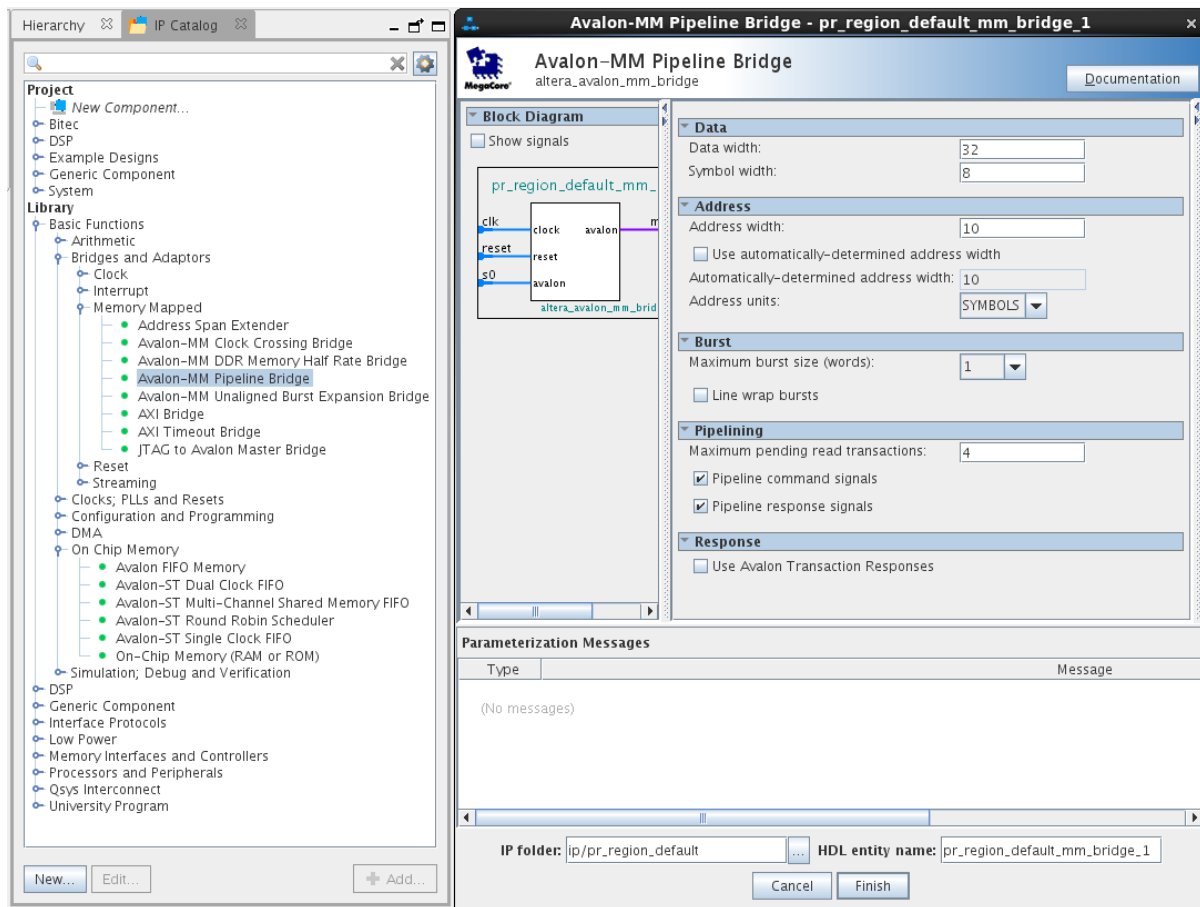 Hierarchy IP Catalog
Project
New Component...
Bitec
DSP
Example Designs
Generic Component
System
Library
Basic Functions
Arithmetic
Bridges and Adaptors
Clock
Interrupt
Memory Mapped
Address Span Extender
Avalon-MM Clock Crossing Bridge
Avalon-MM DDR Memory Half Rate Bridge
Avalon-MM Pipeline Bridge
Avalon-MM Unaligned Burst Expansion Bridge
AXI Bridge
AXI Timeout Bridge
JTAG to Avalon Master Bridge
Reset
Streaming
Clocks; PLLs and Resets
Configuration and Programming
DMA
On Chip Memory
Avalon FIFO Memory
Avalon-ST Dual Clock FIFO
Avalon-ST Multi-Channel Shared Memory FIFO
Avalon-ST Round Robin Scheduler
Avalon-ST Single Clock FIFO
On-Chip Memory (RAM or ROM)
Simulation; Debug and Verification
DSP
Generic Component
Interface Protocols
Low Power
Memory Interfaces and Controllers
Processors and Peripherals
Qsys Interconnect
University Program
New... Edit... Add...
Avalon-MM Pipeline Bridge - pr_region_default_mm_bridge_1
MegaCore'
Avalon-MM Pipeline Bridge
altera_avalon_mm_bridge
Documentation
Block Diagram
Show signals
pr_region_default_mm_
clk
clock avalon
m
reset
reset
s0
avalon
altera_avalon_mm_brid
Data
Data width: 32
Symbol width: 8
Address
Address width: 10
Use automatically-determined address width
Automatically-determined address width: 10
Address units: SYMBOLS
Burst
Maximum burst size (words): 1
Line wrap bursts
Pipelining
Maximum pending read transactions: 4
Pipeline command signals
Pipeline response signals
Response
Use Avalon Transaction Responses
Parameterization Messages
Type Message
(No messages)
IP folder: ip/pr_region_default ... HDL entity name: pr_region_default_mm_bridge_1
Cancel Finish